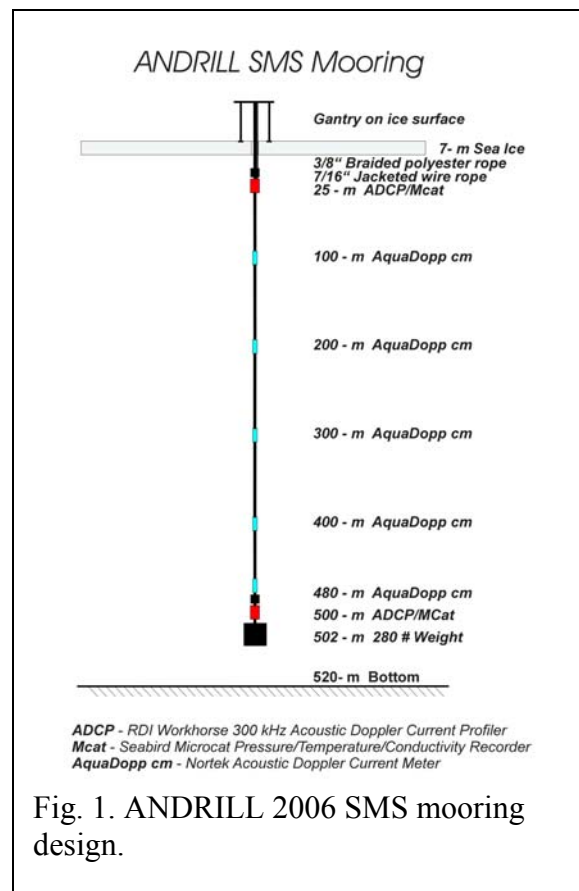 ANDRILL SMS Mooring
Gantry on ice surface
7- m Sea Ice
3/8“ Braided polyester rope
7/16“ Jacketed wire rope
25 - m ADCP/Mcat
100 - m AquaDopp cm
200 - m AquaDopp cm
300 - m AquaDopp cm
400 - m AquaDopp cm
480 - m AquaDopp cm
500 - m ADCP/MCat
502 - m 280 # Weight
520- m Bottom
ADCP - RDI Workhorse 300 kHz Acoustic Doppler Current Profiler
Mcat - Seabird Microcat Pressure/Temperature/Conductivity Recorder
AquaDopp cm - Nortek Acoustic Doppler Current Meter
Fig. 1. ANDRILL 2006 SMS mooring
design.